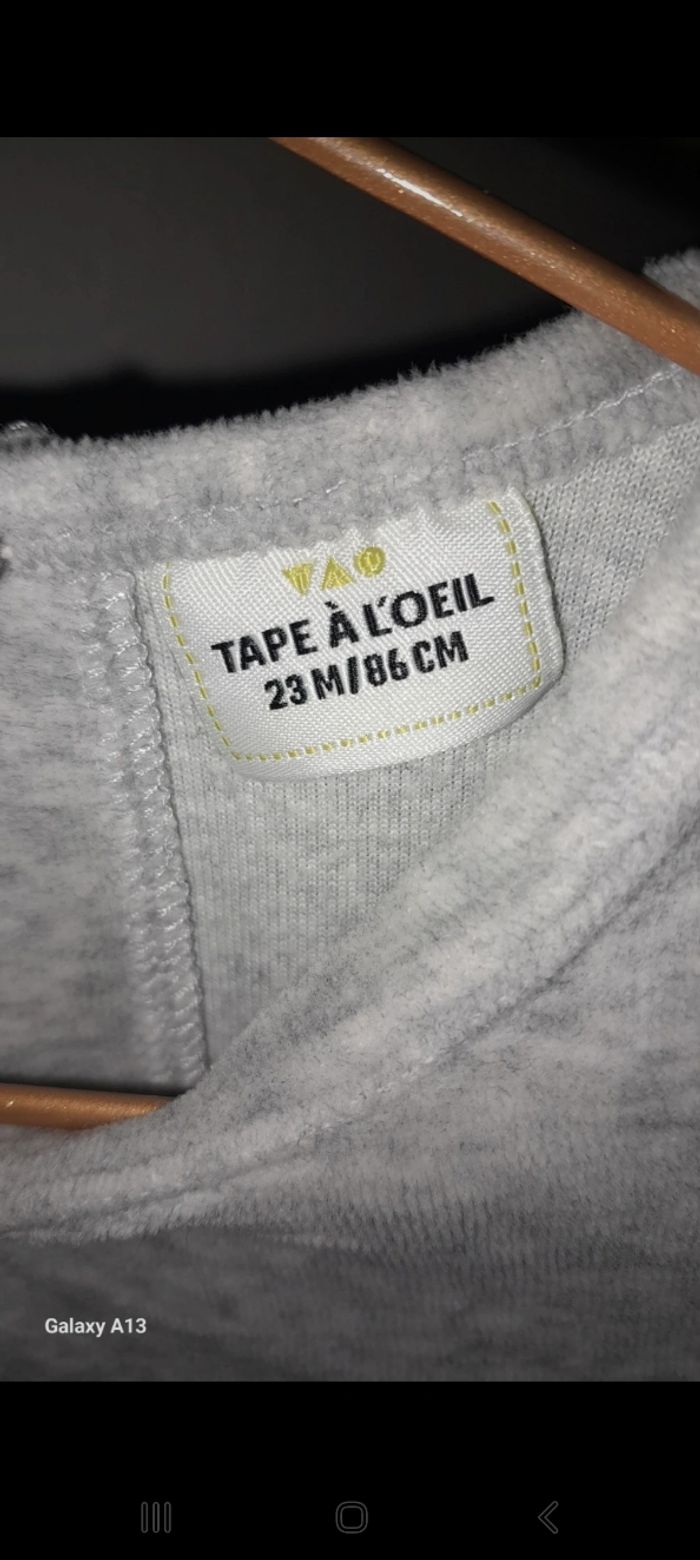 TAO
TAPE À L'OEIL
23 M/86 CM
Galaxy A13